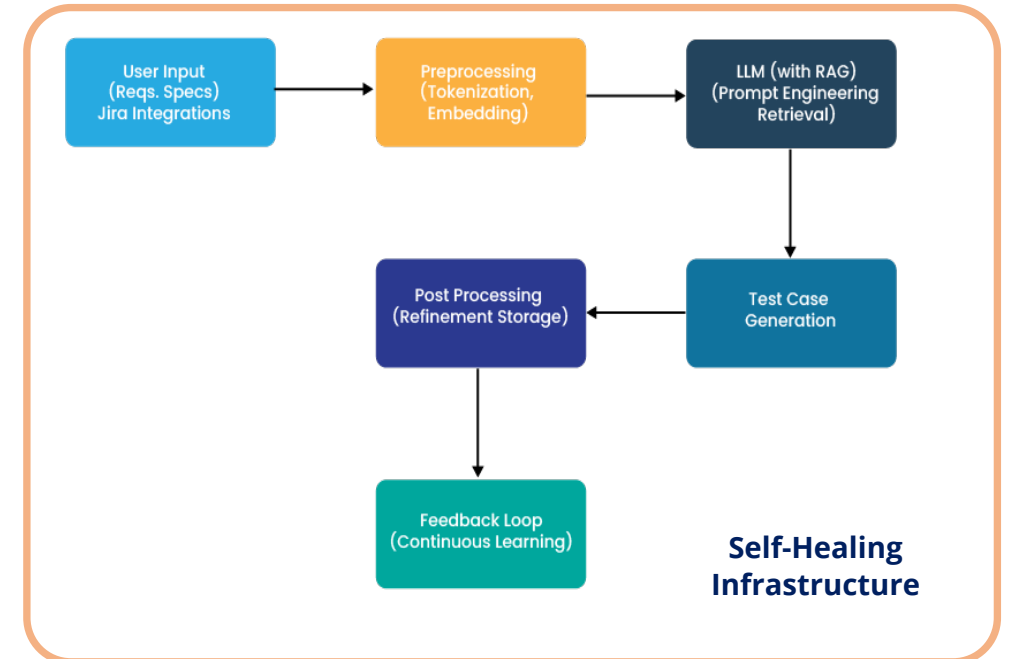 User Input
(Reqs. Specs)
Jira Integrations
Preprocessing
(Tokenization,
Embedding)
LLM (with RAG)
(Prompt Engineering
Retrieval)
Post Processing
(Refinement Storage)
Test Case
Generation
Feedback Loop
(Continuous Learning)
Self-Healing
Infrastructure